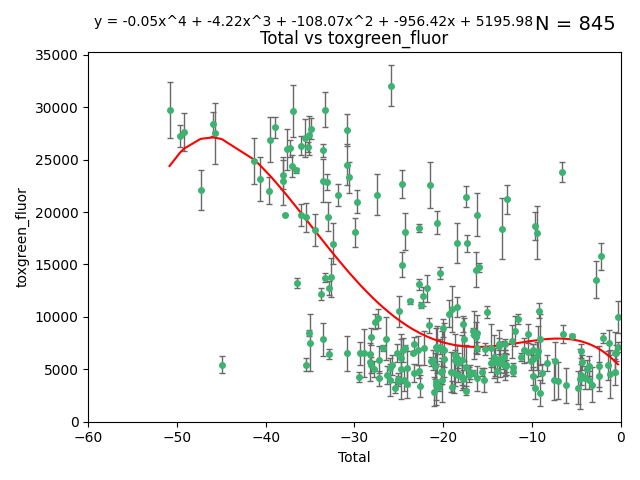 y = -0.05x^4 + -4.22x^3 + -108.07x^2 + -956.42x + 5195.98
N = 845
Total vs toxgreen_fluor
35000
30000
25000
20000
15000
10000
5000
0
toxgreen_fluor
−60 −50 −40 −30 −20 −10 0
Total